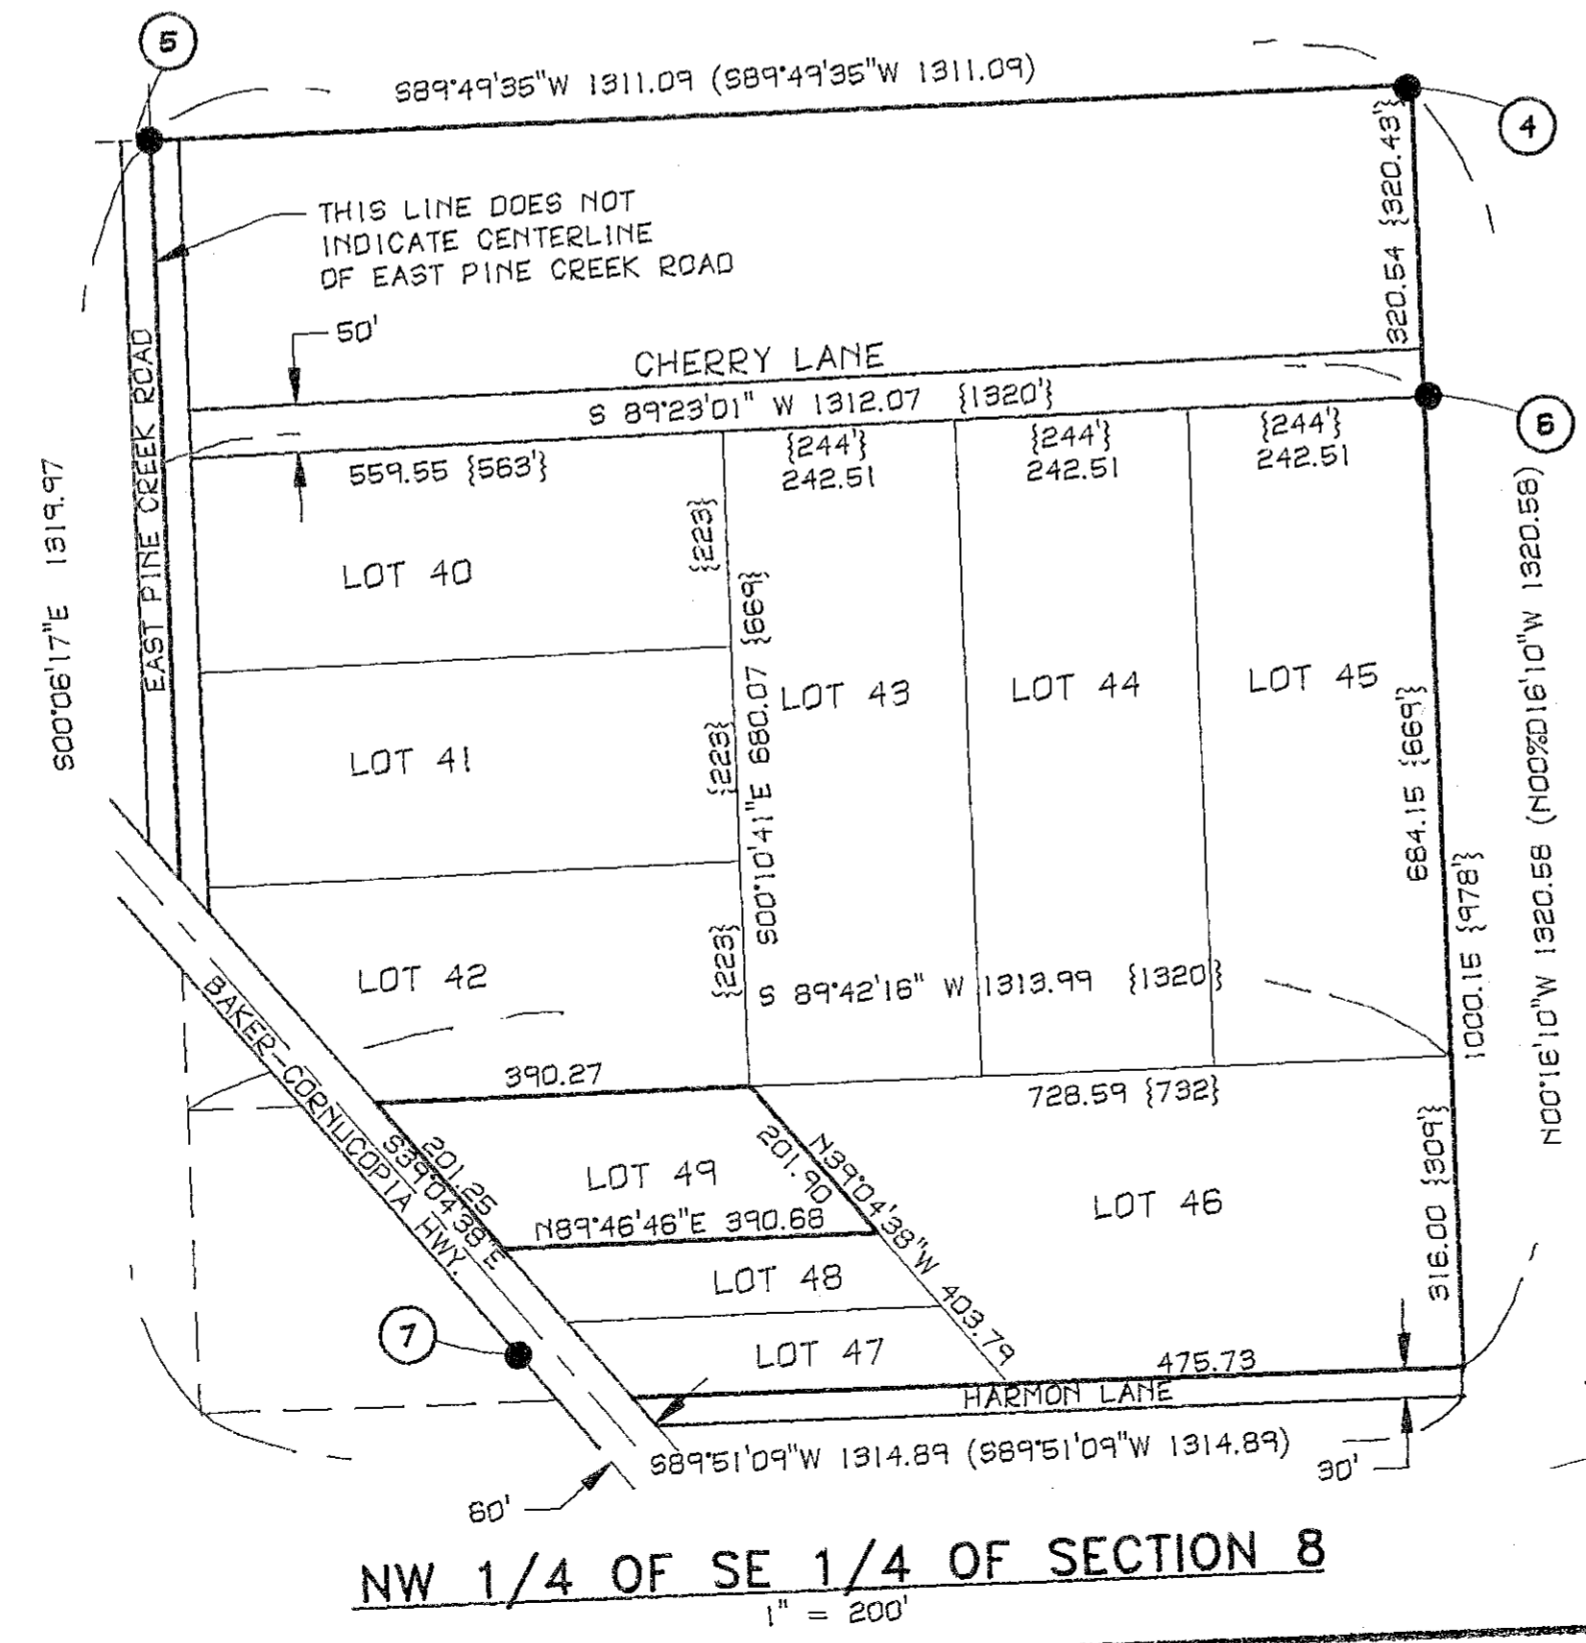 5
S89°49'35"W 1311.09 (S89°49'35"W 1311.09)
4
320.54 {320.43'}
THIS LINE DOES NOT
INDICATE CENTERLINE
OF EAST PINE CREEK ROAD
50'
CHERRY LANE
S 89°23'01" W 1312.07 {1320'}
6
EAST PINE CREEK ROAD
S00°06'17"E 1319.97
559.55 {563'}
{244'}
242.51
{244'}
242.51
{244'}
242.51
{223}
LOT 40
S00°10'41"E 680.07 {669}
LOT 41
{223}
LOT 43
LOT 44
LOT 45
684.15 {669'}
1000.15 {978'}
N00°16'10"W 1320.58 (N00%D16'10"W 1320.58)
LOT 42
{223}
S 89°42'16" W 1313.99 {1320}
BAKER-CORNUCOPIA HWY.
390.27
728.59 {732}
201.25
S39°04'38"E
LOT 49
201.90
N39°04'38"W 403.79
N89°46'46"E 390.68
LOT 46
316.00 {309'}
LOT 48
7
LOT 47
475.73
HARMON LANE
S89°51'09"W 1314.89 (S89°51'09"W 1314.89)
30'
60'
NW 1/4 OF SE 1/4 OF SECTION 8
1" = 200'